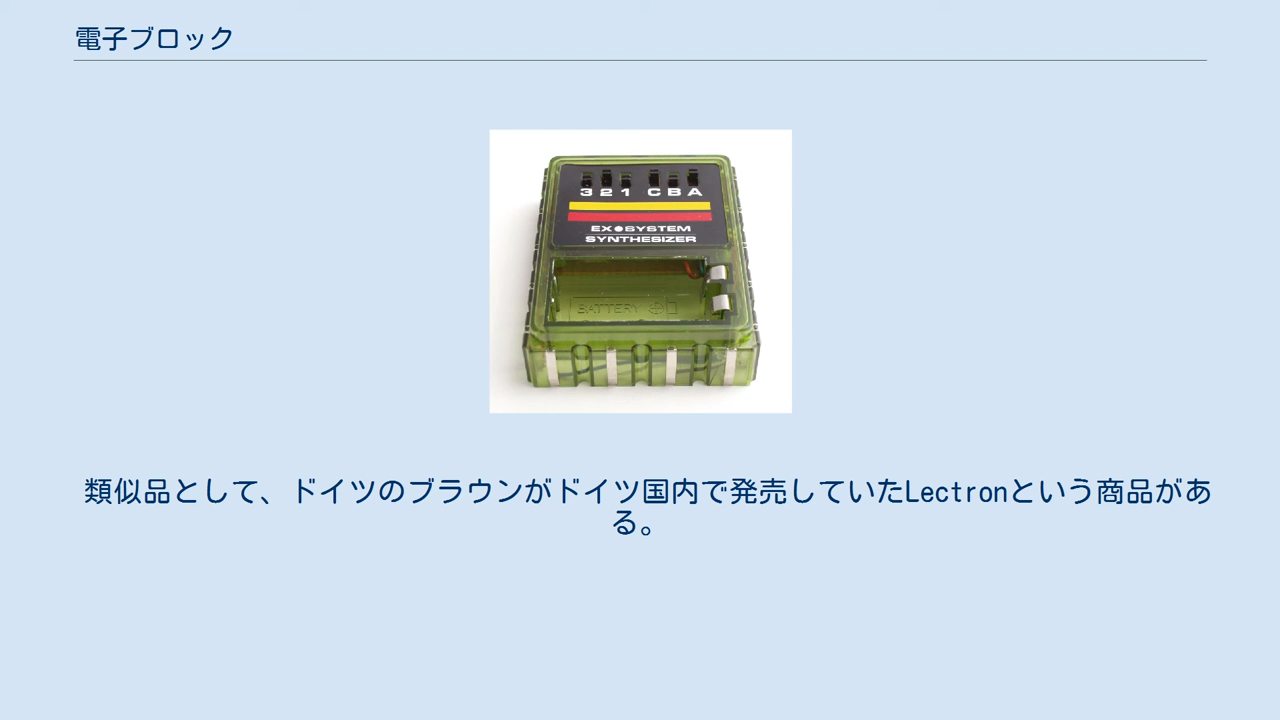 電子ブロック
3 2 1 C B A
EX●SYSTEM
SYNTHESIZER
BATTERY
類似品として、ドイツのブラウンがドイツ国内で発売していたLectronという商品があ
る。